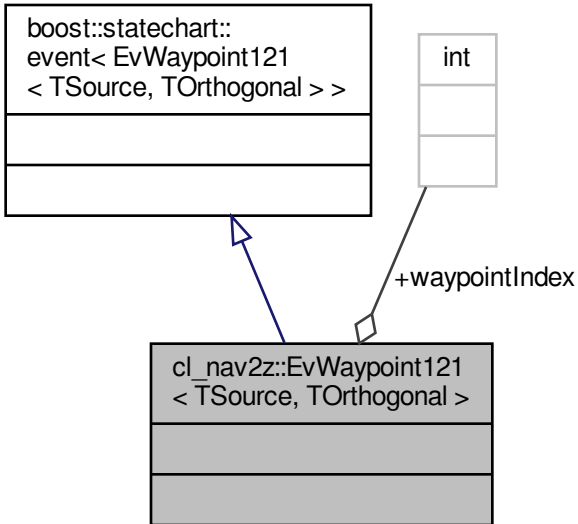 boost::statechart::
event< EvWaypoint121
< TSource, TOrthogonal > >
int
+waypointIndex
cl_nav2z::EvWaypoint121
< TSource, TOrthogonal >